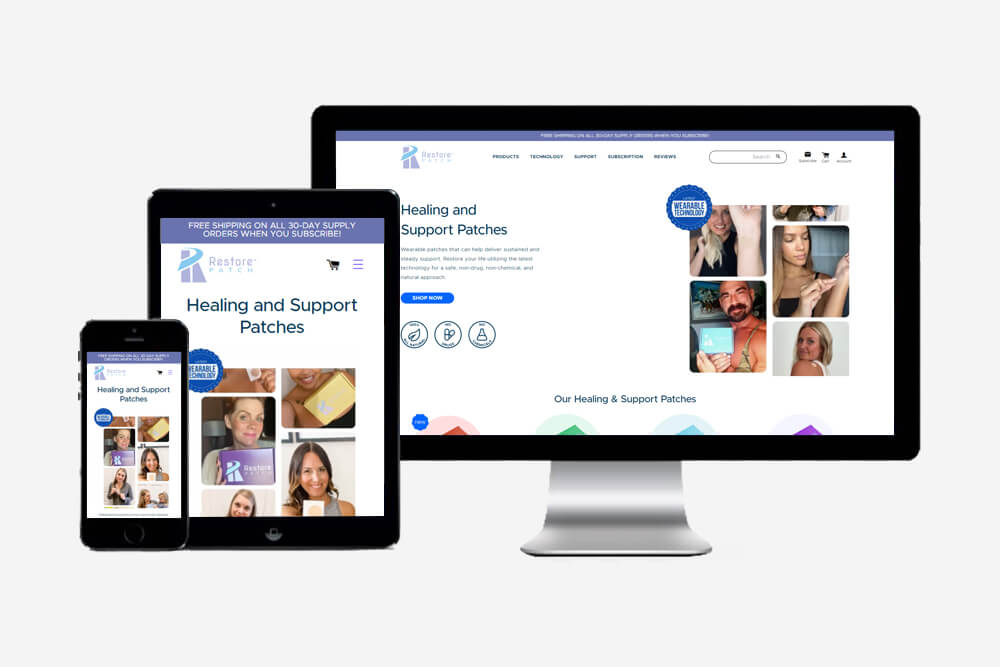 FREE SHIPPING ON ALL 30-DAY SUPPLY ORDERS WHEN YOU SUBSCRIBE!
Restore
PATCH
PRODUCTS TECHNOLOGY SUPPORT SUBSCRIPTION REVIEWS
Search
Subscribe Cart Account
Healing and
Support Patches
LATEST
WEARABLE
TECHNOLOGY
Wearable patches that can help deliver sustained and
steady support. Restore your life utilizing the latest
technology for a safe, non-drug, non-chemical, and
natural approach.
SHOP NOW
Our Healing & Support Patches
New
FREE SHIPPING ON ALL 30-DAY SUPPLY
ORDERS WHEN YOU SUBSCRIBE!
Restore
PATCH
Healing and Support
Patches
LATEST
WEARABLE
TECHNOLOGY
Restore
PATCH
FREE SHIPPING ON ALL 30-DAY SUPPLY
ORDERS WHEN YOU SUBSCRIBE!
Restore
PATCH
Healing and Support
Patches
Restore